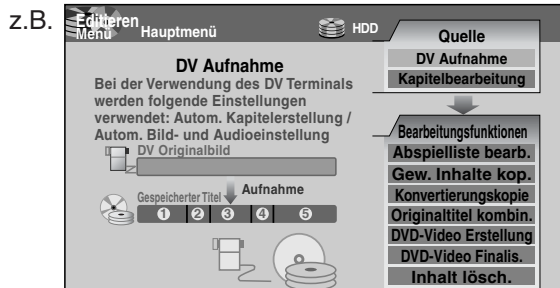 z.B.
Editieren
Menü
Hauptmenü
HDD
DV Aufnahme
Bei der Verwendung des DV Terminals
werden folgende Einstellungen
verwendet: Autom. Kapitelerstellung /
Autom. Bild- und Audioeinstellung
DV Originalbild
Gespeicherter Titel
Aufnahme
1 2 3 4 5
Quelle
DV Aufnahme
Kapitelbearbeitung
Bearbeitungsfunktionen
Abspielliste bearb.
Gew. Inhalte kop.
Konvertierungskopie
Originaltitel kombin.
DVD-Video Erstellung
DVD-Video Finalis.
Inhalt lösch.